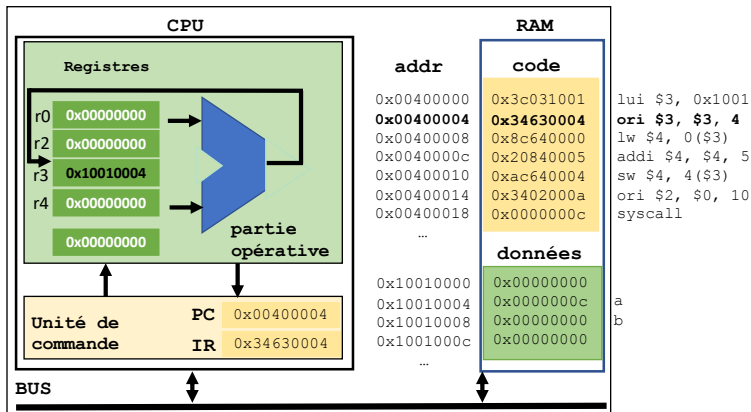 CPU
RAM
Registres
addr
code
r0 0x00000000
r2 0x00000000
r3 0x10010004
r4 0x00000000
0x00000000
partie
opérative
0x00400000 0x3c031001 lui $3, 0x1001
0x00400004 0x34630004 ori $3, $3, 4
0x00400008 0x8c640000 lw $4, 0($3)
0x0040000c 0x20840005 addi $4, $4, 5
0x00400010 0xac640004 sw $4, 4($3)
0x00400014 0x3402000a ori $2, $0, 10
0x00400018 0x0000000c syscall
…
données
0x10010000 0x00000000
0x10010004 0x0000000c a
0x10010008 0x00000000 b
0x1001000c 0x00000000
…
Unité de
commande
PC 0x00400004
IR 0x34630004
BUS